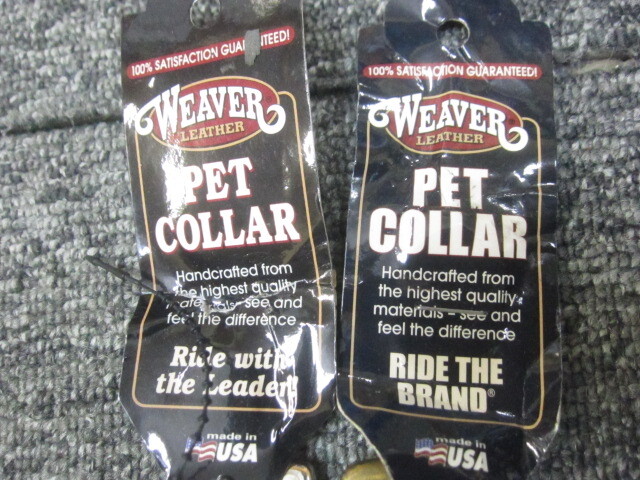 100% SATISFACTION GUARANTEED!
WEAVER
LEATHER
PET
COLLAR
Handcrafted from
the highest quality
materials - see and
feel the difference
Ride with
the Leader!
made in
USA
100% SATISFACTION GUARANTEED!
WEAVER
LEATHER
PET
COLLAR
Handcrafted from
the highest quality
materials - see and
feel the difference
RIDE THE
BRAND®
made in
USA